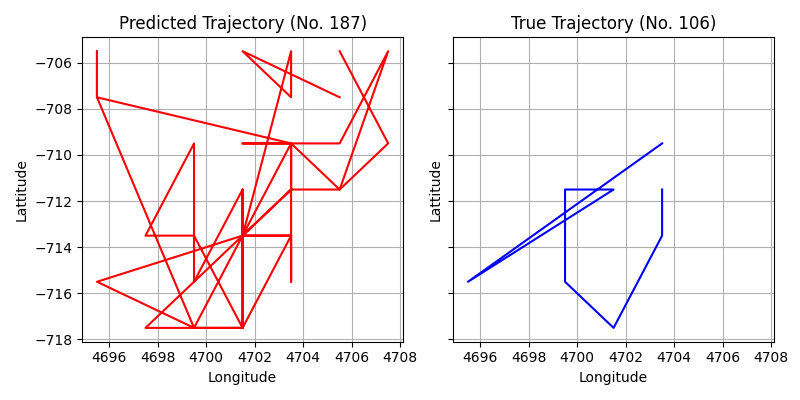 Predicted Trajectory (No. 187)
True Trajectory (No. 106)
Lattitude
−706
−708
−710
−712
−714
−716
−718
4696 4698 4700 4702 4704 4706 4708
Longitude
Lattitude
4696 4698 4700 4702 4704 4706 4708
Longitude